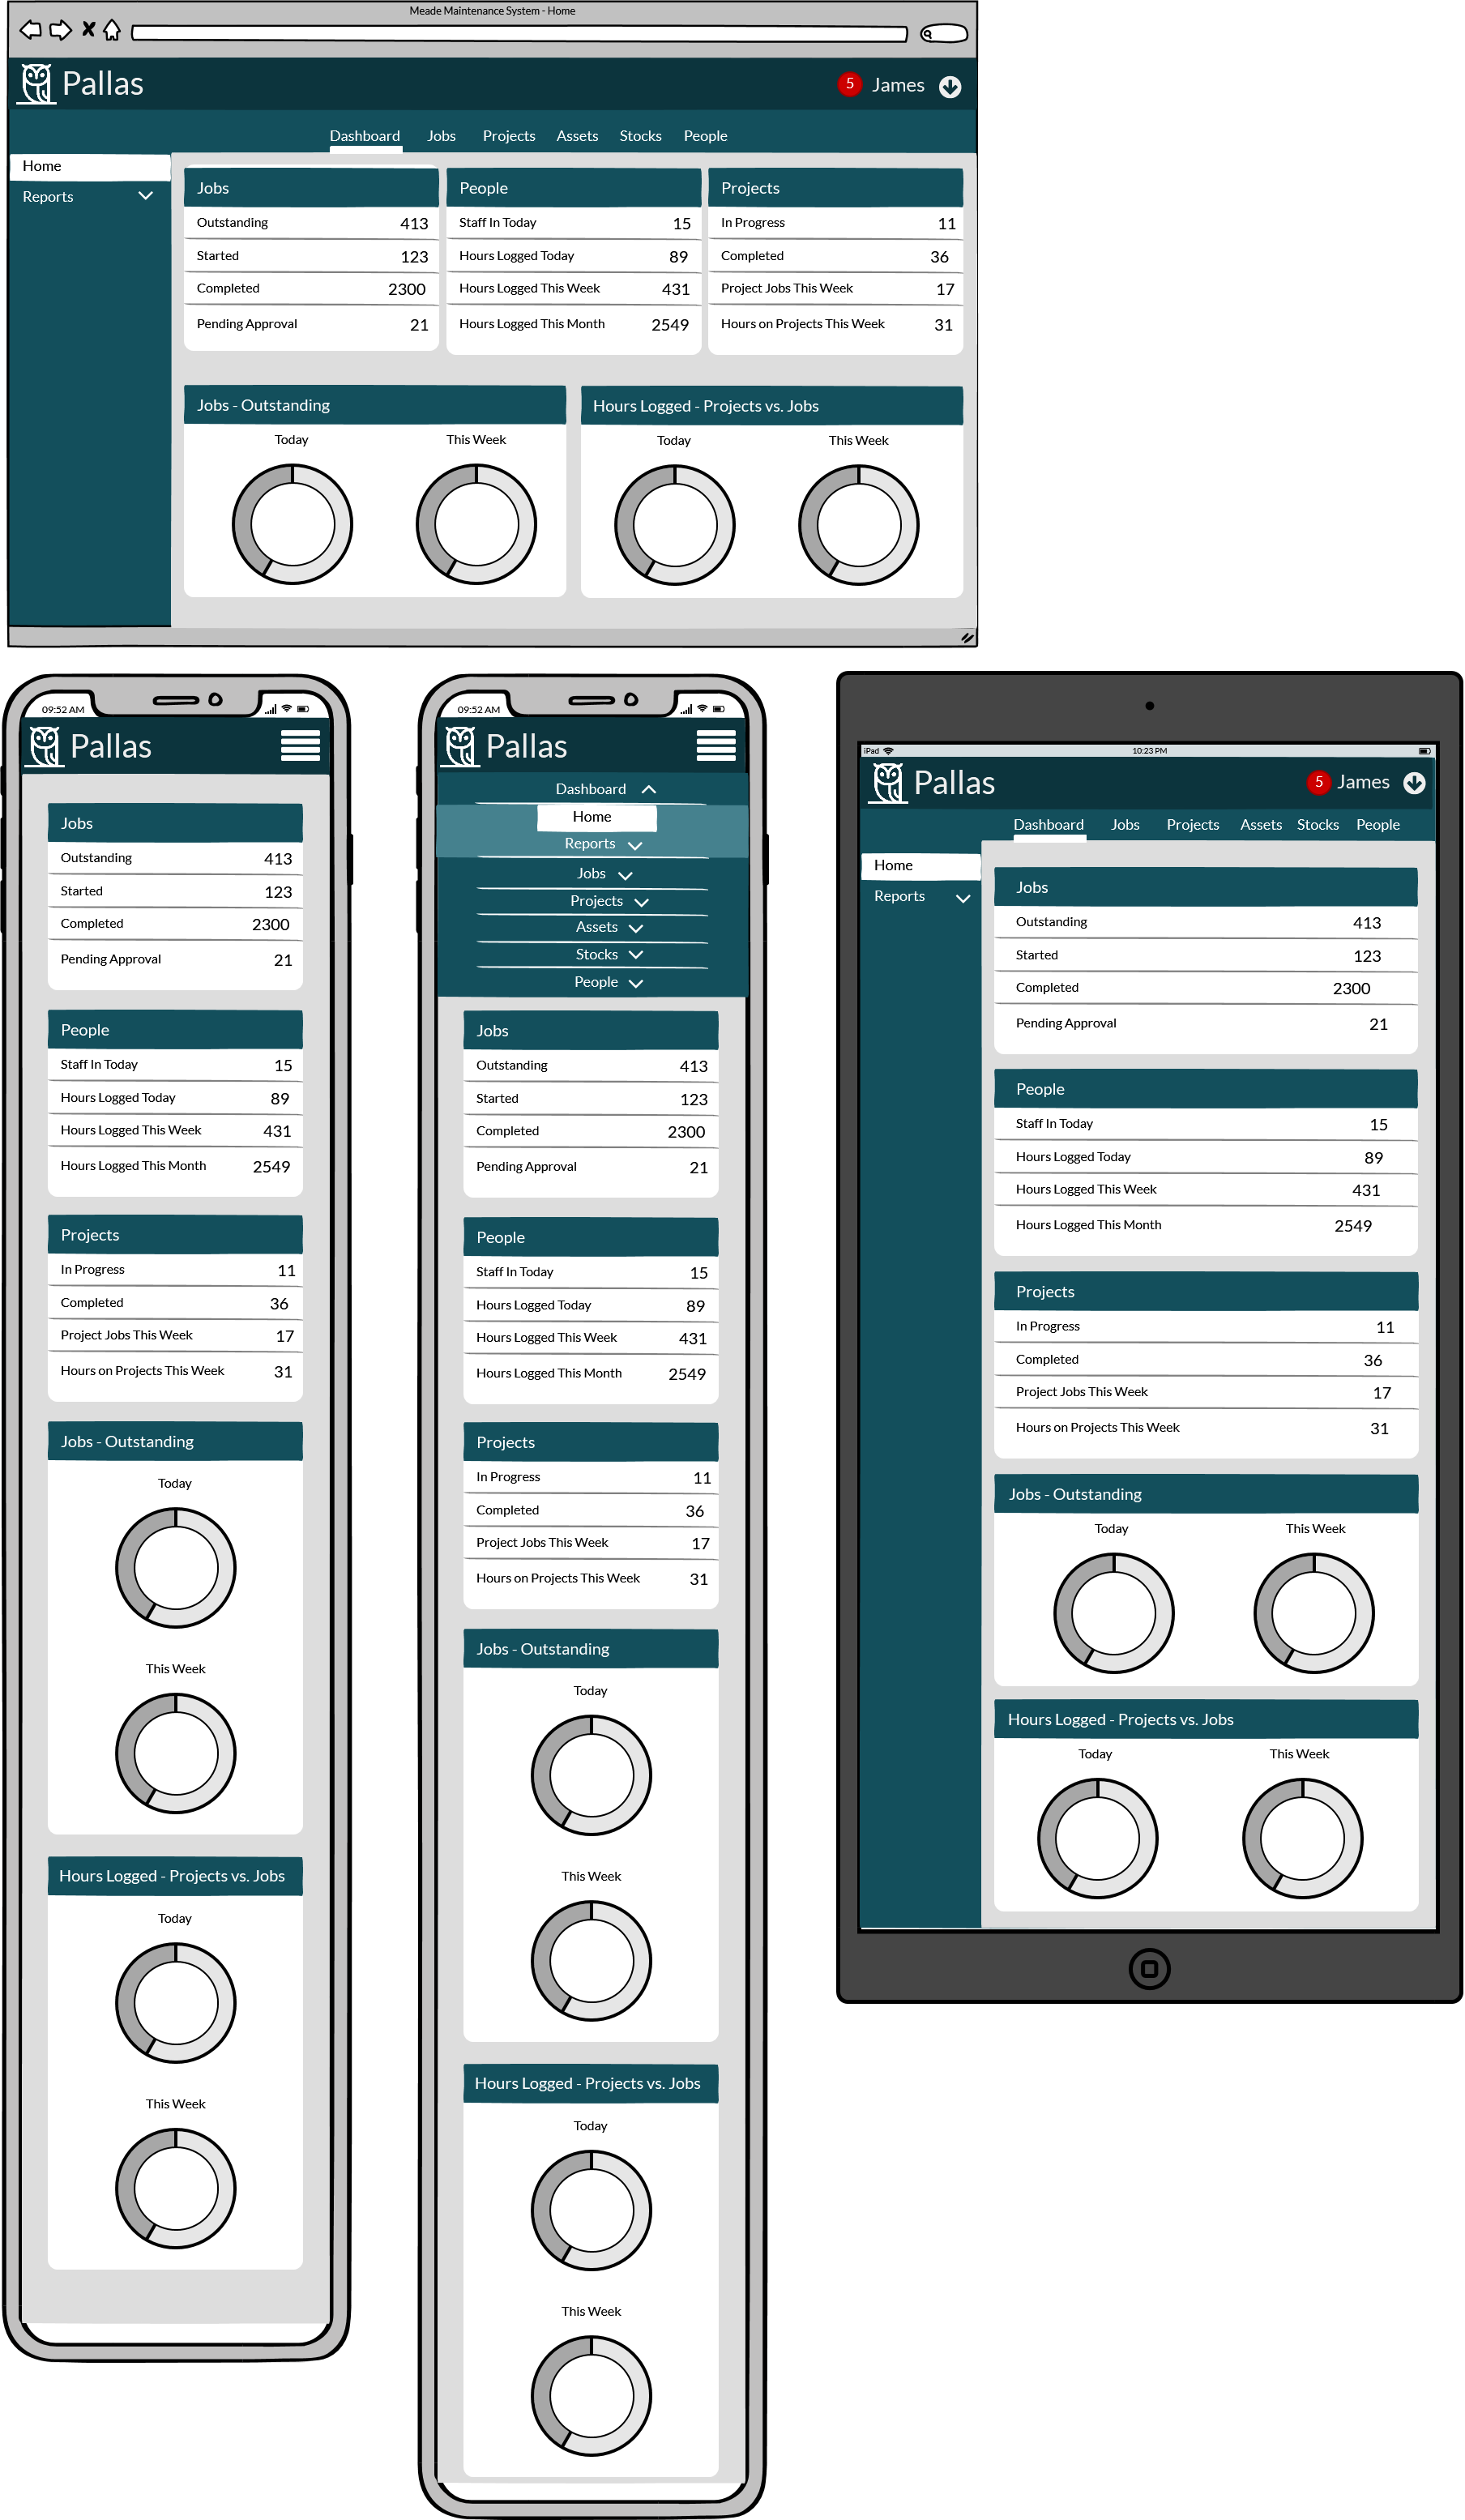 Meade Maintenance System - Home
Pallas
5 James
Dashboard Jobs Projects Assets Stocks People
Home
Reports
Jobs
Outstanding 413
Started 123
Completed 2300
Pending Approval 21
People
Staff In Today 15
Hours Logged Today 89
Hours Logged This Week 431
Hours Logged This Month 2549
Projects
In Progress 11
Completed 36
Project Jobs This Week 17
Hours on Projects This Week 31
Jobs - Outstanding
Today This Week
Hours Logged - Projects vs. Jobs
Today This Week
09:52 AM
Pallas
Jobs
Outstanding 413
Started 123
Completed 2300
Pending Approval 21
People
Staff In Today 15
Hours Logged Today 89
Hours Logged This Week 431
Hours Logged This Month 2549
Projects
In Progress 11
Completed 36
Project Jobs This Week 17
Hours on Projects This Week 31
Jobs - Outstanding
Today
This Week
Hours Logged - Projects vs. Jobs
Today
This Week
09:52 AM
Pallas
Dashboard
Home
Reports
Jobs
Projects
Assets
Stocks
People
Jobs
Outstanding 413
Started 123
Completed 2300
Pending Approval 21
People
Staff In Today 15
Hours Logged Today 89
Hours Logged This Week 431
Hours Logged This Month 2549
Projects
In Progress 11
Completed 36
Project Jobs This Week 17
Hours on Projects This Week 31
Jobs - Outstanding
Today
This Week
Hours Logged - Projects vs. Jobs
Today
This Week
iPad 10:23 PM
Pallas
5 James
Dashboard Jobs Projects Assets Stocks People
Home
Reports
Jobs
Outstanding 413
Started 123
Completed 2300
Pending Approval 21
People
Staff In Today 15
Hours Logged Today 89
Hours Logged This Week 431
Hours Logged This Month 2549
Projects
In Progress 11
Completed 36
Project Jobs This Week 17
Hours on Projects This Week 31
Jobs - Outstanding
Today This Week
Hours Logged - Projects vs. Jobs
Today This Week